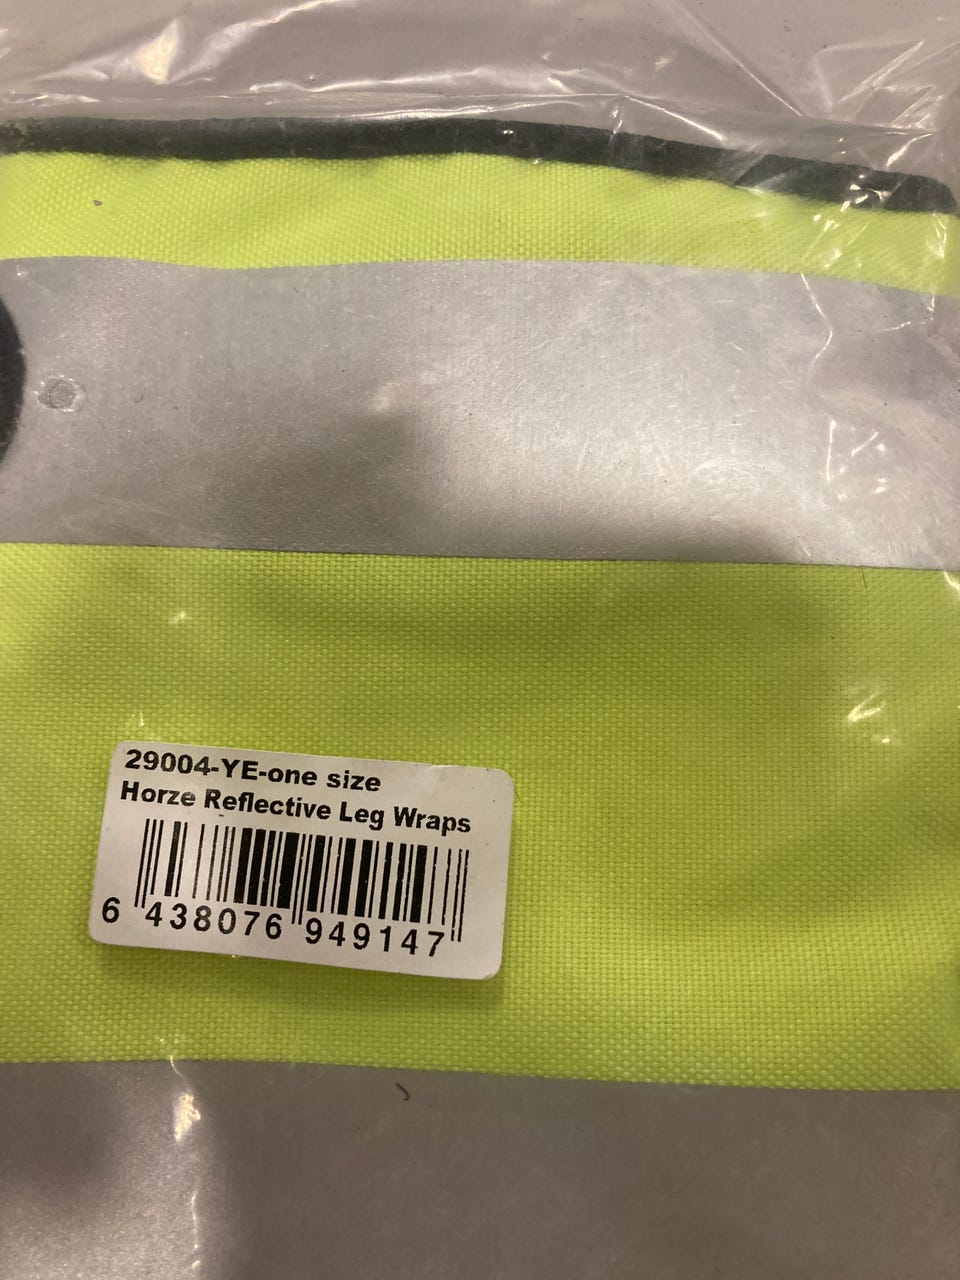 29004-YE-one size
Horze Reflective Leg Wraps
6 438076 949147